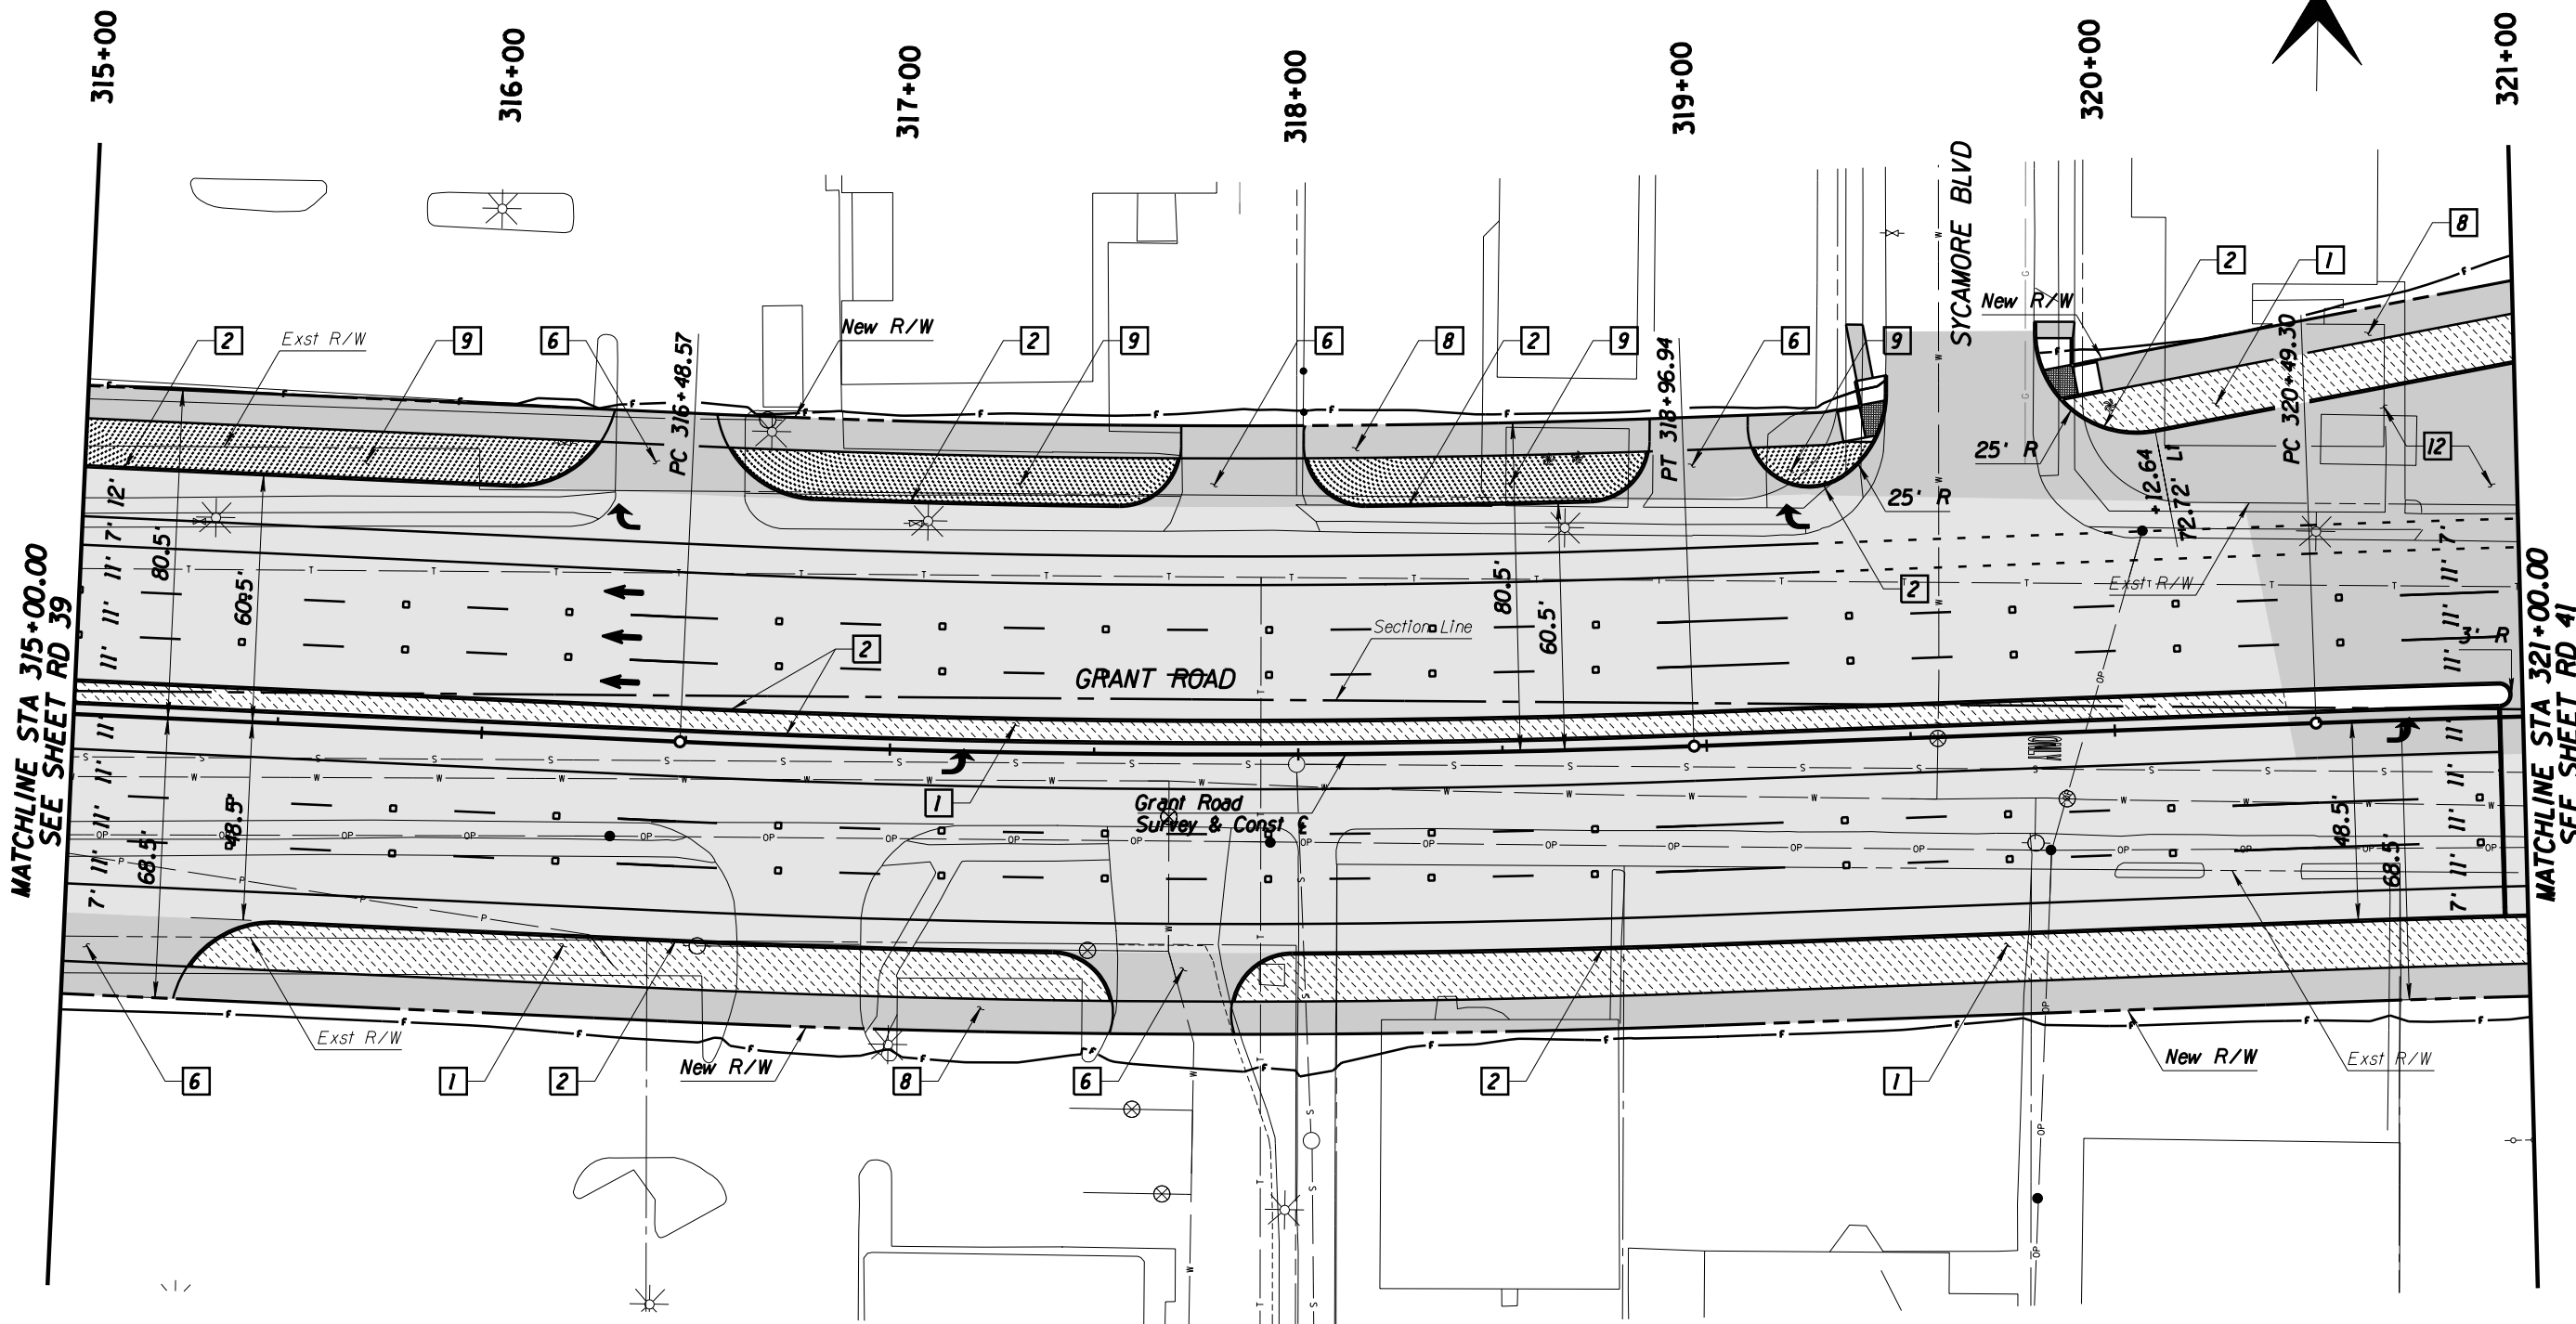 315+00
316+00
317+00
318+00
319+00
320+00
321+00
SYCAMORE BLVD
8
2
1
New R/W
2
Exst R/W
9
6
PC 316+48.57
New R/W
2
9
6
8
2
9
PT 318+96.94
6
9
PC 320+49.30
12
25' R
25' R
+12.64
72.72' LT
2
Exst R/W
12'
7'
11'
11'
11'
80.5'
60.5'
80.5'
60.5'
Section Line
2
GRANT ROAD
7'
11'
11'
11'
3' R
MATCHLINE STA 315+00.00
SEE SHEET RD 39
MATCHLINE STA 321+00.00
SEE SHEET RD 41
11'
11'
11'
11'
7'
68.5'
48.5'
1
Grant Road
Survey & Const ℄
11'
11'
11'
11'
7'
48.5'
68.5'
Exst R/W
6
1
2
New R/W
8
6
2
1
New R/W
Exst R/W